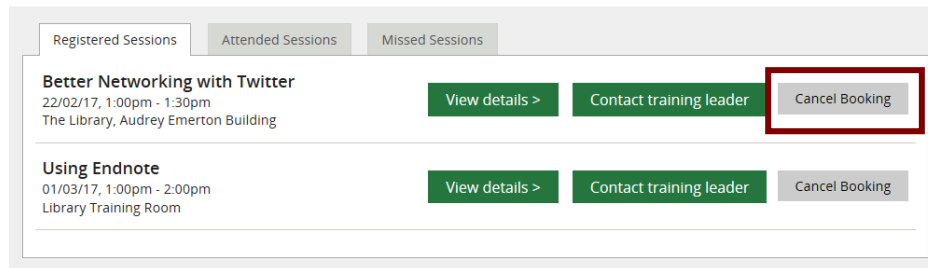 Registered Sessions Attended Sessions Missed Sessions
Better Networking with Twitter
22/02/17, 1:00pm - 1:30pm
The Library, Audrey Emerton Building
View details > Contact training leader Cancel Booking
Using Endnote
01/03/17, 1:00pm - 2:00pm
Library Training Room
View details > Contact training leader Cancel Booking